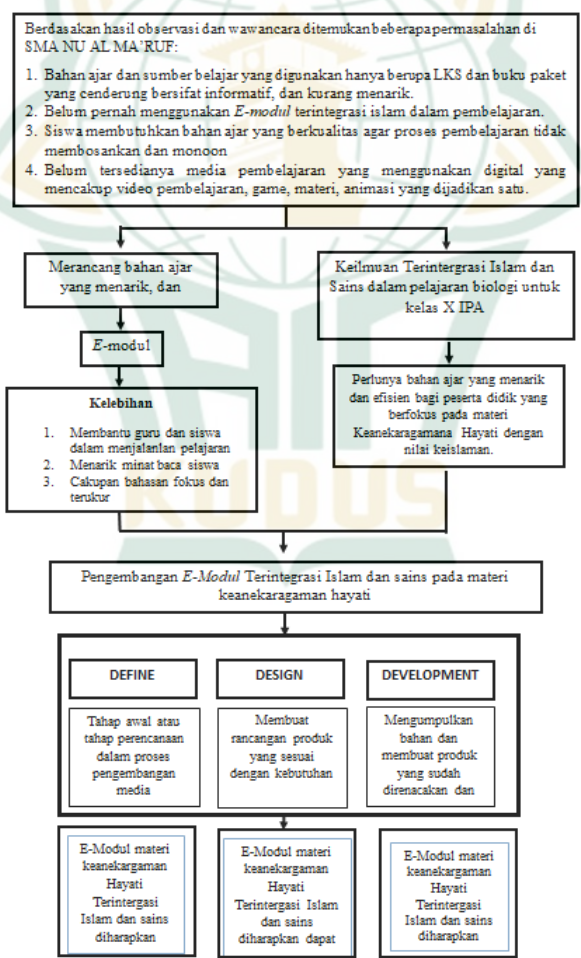 Berdasakan hasil observasi dan wawancara ditemukan beberapa permasalahan di
SMA NU AL MA'RUF:
1. Bahan ajar dan sumber belajar yang digunakan hanya berupa LKS dan buku paket
yang cenderung bersifat informatif, dan kurang menarik.
2. Belum pernah menggunakan E-modul terintegrasi islam dalam pembelajaran.
3. Siswa membutuhkan bahan ajar yang berkualitas agar proses pembelajaran tidak
membosankan dan monoon
4. Belum tersedianya media pembelajaran yang menggunakan digital yang
mencakup video pembelajaran, game, materi, animasi yang dijadikan satu.
Merancang bahan ajar
yang menarik, dan
Keilmuan Terintergrasi Islam dan
Sains dalam pelajaran biologi untuk
kelas X IPA
E-modul
Kelebihan
1. Membantu guru dan siswa
dalam menjalanlan pelajaran
2. Menarik minat baca siswa
3. Cakupan bahasan fokus dan
terukur
Perlunya bahan ajar yang menarik
dan efisien bagi peserta didik yang
berfokus pada materi
Keanekaragamana Hayati dengan
nilai keislaman.
KUDUS
Pengembangan E-Modul Terintegrasi Islam dan sains pada materi
keanekaragaman hayati
DEFINE
Tahap awal atau
tahap perencanaan
dalam proses
pengembangan
media
DESIGN
Membuat
rancangan produk
yang sesuai
dengan kebutuhan
DEVELOPMENT
Mengumpulkan
bahan dan
membuat produk
yang sudah
direnacakan dan
E-Modul materi
keanekargaman
Hayati
Terintergasi
Islam dan sains
diharapkan
E-Modul materi
keanekargaman
Hayati
Terintergasi Islam
dan sains
diharapkan dapat
E-Modul materi
keanekargaman
Hayati
Terintergasi
Islam dan sains
diharapkan